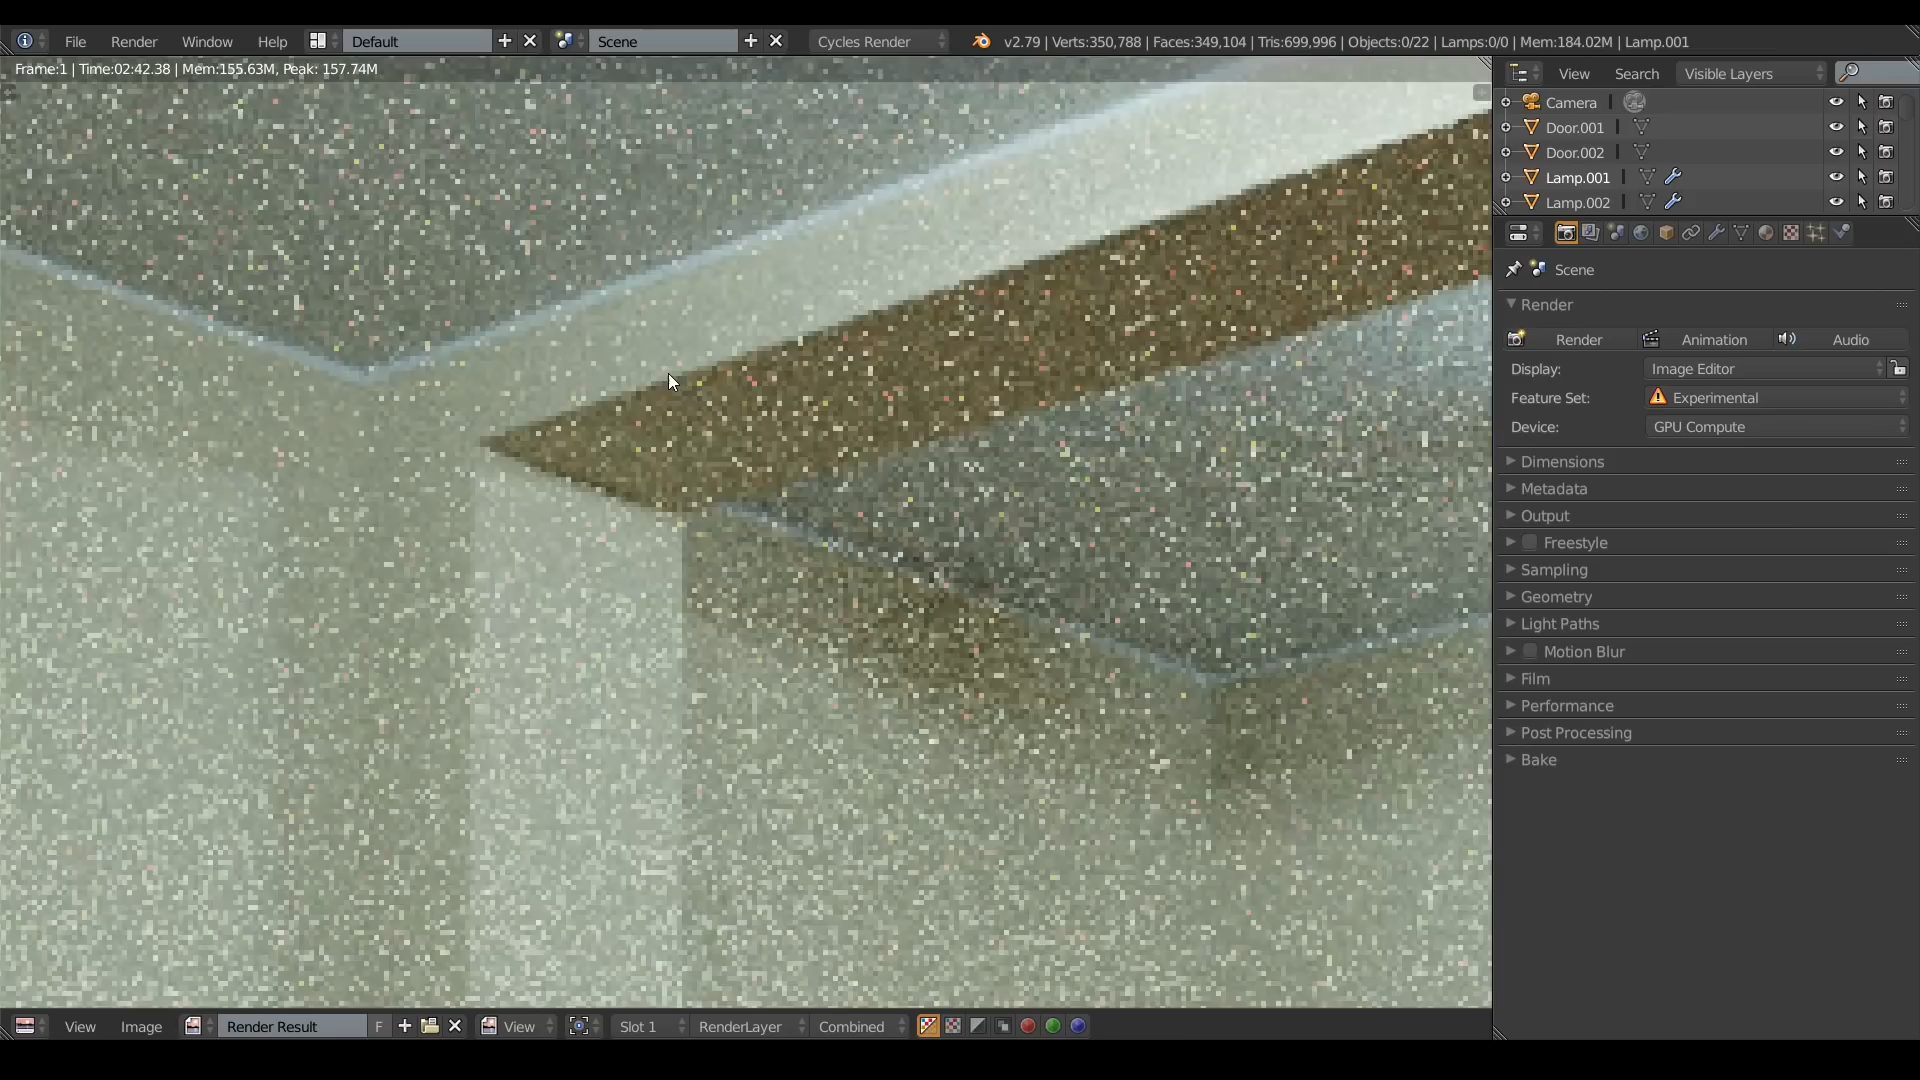 File Render Window Help Default Scene Cycles Render v2.79 | Verts:350,788 | Faces:349,104 | Tris:699,996 | Objects:0/22 | Lamps:0/0 | Mem:184.02M | Lamp.001
Frame:1 | Time:02:42.38 | Mem:155.63M, Peak: 157.74M
View Search Visible Layers
Camera
Door.001
Door.002
Lamp.001
Lamp.002
Scene
Render
Render Animation Audio
Display: Image Editor
Feature Set: Experimental
Device: GPU Compute
Dimensions
Metadata
Output
Freestyle
Sampling
Geometry
Light Paths
Motion Blur
Film
Performance
Post Processing
Bake
View Image Render Result F View Slot 1 RenderLayer Combined